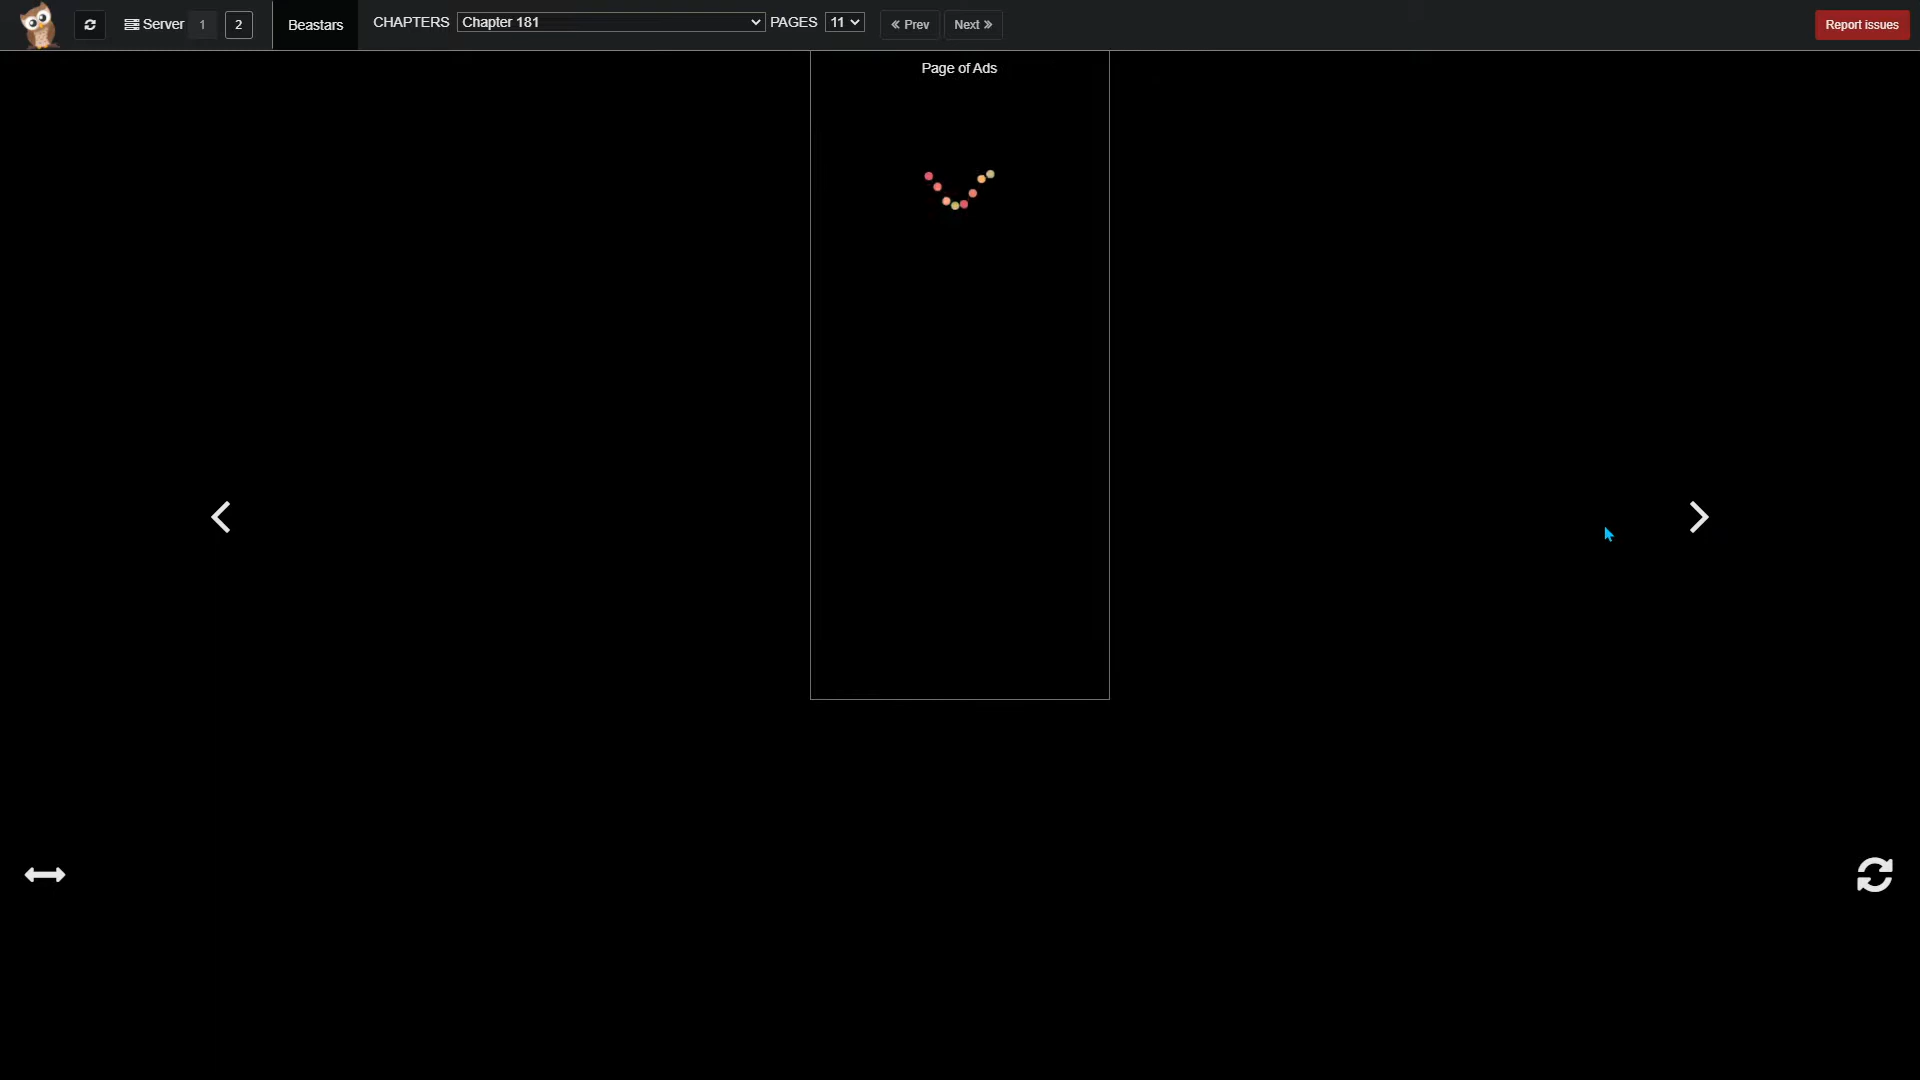 Server 1 2 Beastars CHAPTERS Chapter 181 PAGES 11 « Prev Next » Report issues
Page of Ads